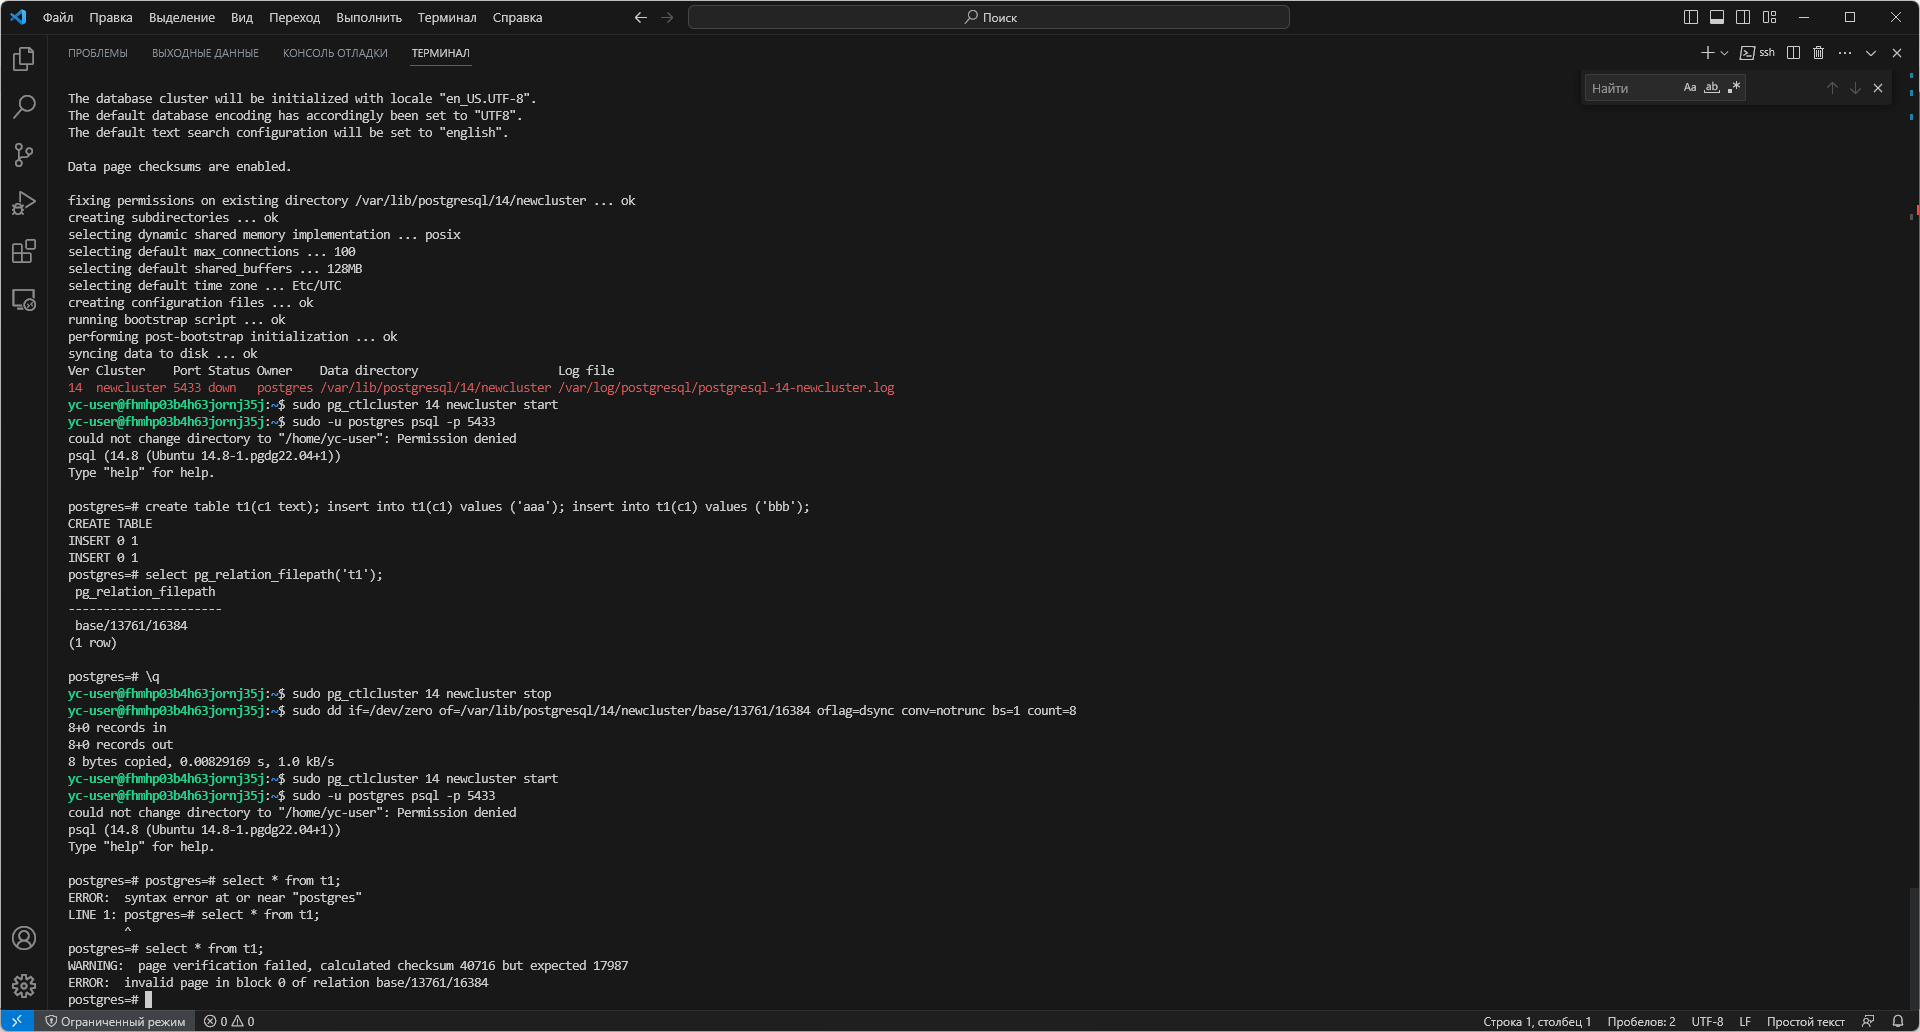 Файл Правка Выделение Вид Переход Выполнить Терминал Справка
Поиск
ПРОБЛЕМЫ ВЫХОДНЫЕ ДАННЫЕ КОНСОЛЬ ОТЛАДКИ ТЕРМИНАЛ
ssh
Найти Aa ab
The database cluster will be initialized with locale "en_US.UTF-8".
The default database encoding has accordingly been set to "UTF8".
The default text search configuration will be set to "english".
Data page checksums are enabled.
fixing permissions on existing directory /var/lib/postgresql/14/newcluster ... ok
creating subdirectories ... ok
selecting dynamic shared memory implementation ... posix
selecting default max_connections ... 100
selecting default shared_buffers ... 128MB
selecting default time zone ... Etc/UTC
creating configuration files ... ok
running bootstrap script ... ok
performing post-bootstrap initialization ... ok
syncing data to disk ... ok
Ver Cluster    Port Status Owner    Data directory                    Log file
14  newcluster 5433 down   postgres /var/lib/postgresql/14/newcluster /var/log/postgresql/postgresql-14-newcluster.log
yc-user@fhmhp03b4h63jornj35j:~$ sudo pg_ctlcluster 14 newcluster start
yc-user@fhmhp03b4h63jornj35j:~$ sudo -u postgres psql -p 5433
could not change directory to "/home/yc-user": Permission denied
psql (14.8 (Ubuntu 14.8-1.pgdg22.04+1))
Type "help" for help.
postgres=# create table t1(c1 text); insert into t1(c1) values ('aaa'); insert into t1(c1) values ('bbb');
CREATE TABLE
INSERT 0 1
INSERT 0 1
postgres=# select pg_relation_filepath('t1');
pg_relation_filepath
----------------------
base/13761/16384
(1 row)
postgres=# \q
yc-user@fhmhp03b4h63jornj35j:~$ sudo pg_ctlcluster 14 newcluster stop
yc-user@fhmhp03b4h63jornj35j:~$ sudo dd if=/dev/zero of=/var/lib/postgresql/14/newcluster/base/13761/16384 oflag=dsync conv=notrunc bs=1 count=8
8+0 records in
8+0 records out
8 bytes copied, 0.00829169 s, 1.0 kB/s
yc-user@fhmhp03b4h63jornj35j:~$ sudo pg_ctlcluster 14 newcluster start
yc-user@fhmhp03b4h63jornj35j:~$ sudo -u postgres psql -p 5433
could not change directory to "/home/yc-user": Permission denied
psql (14.8 (Ubuntu 14.8-1.pgdg22.04+1))
Type "help" for help.
postgres=# postgres=# select * from t1;
ERROR:  syntax error at or near "postgres"
LINE 1: postgres=# select * from t1;
^
postgres=# select * from t1;
WARNING:  page verification failed, calculated checksum 40716 but expected 17987
ERROR:  invalid page in block 0 of relation base/13761/16384
postgres=#
Ограниченный режим 0 0 Строка 1, столбец 1 Пробелов: 2 UTF-8 LF Простой текст